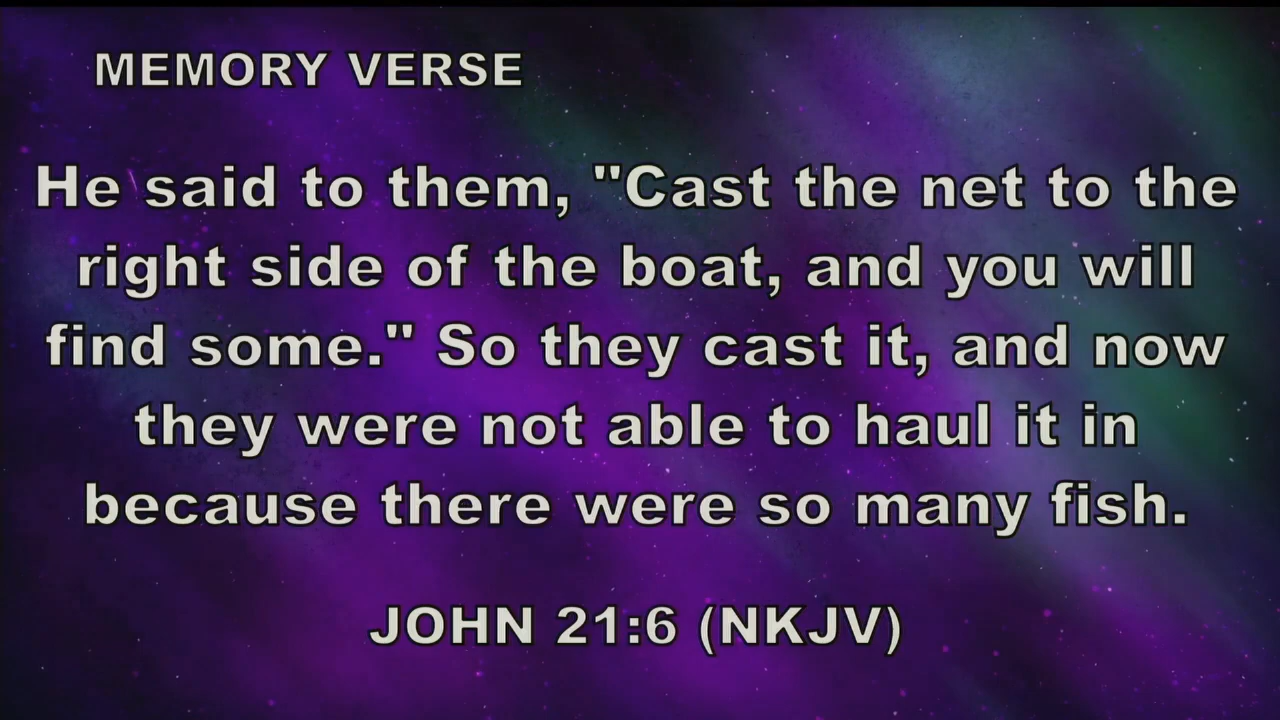 MEMORY VERSE
He said to them, "Cast the net to the
right side of the boat, and you will
find some." So they cast it, and now
they were not able to haul it in
because there were so many fish.
JOHN 21:6 (NKJV)